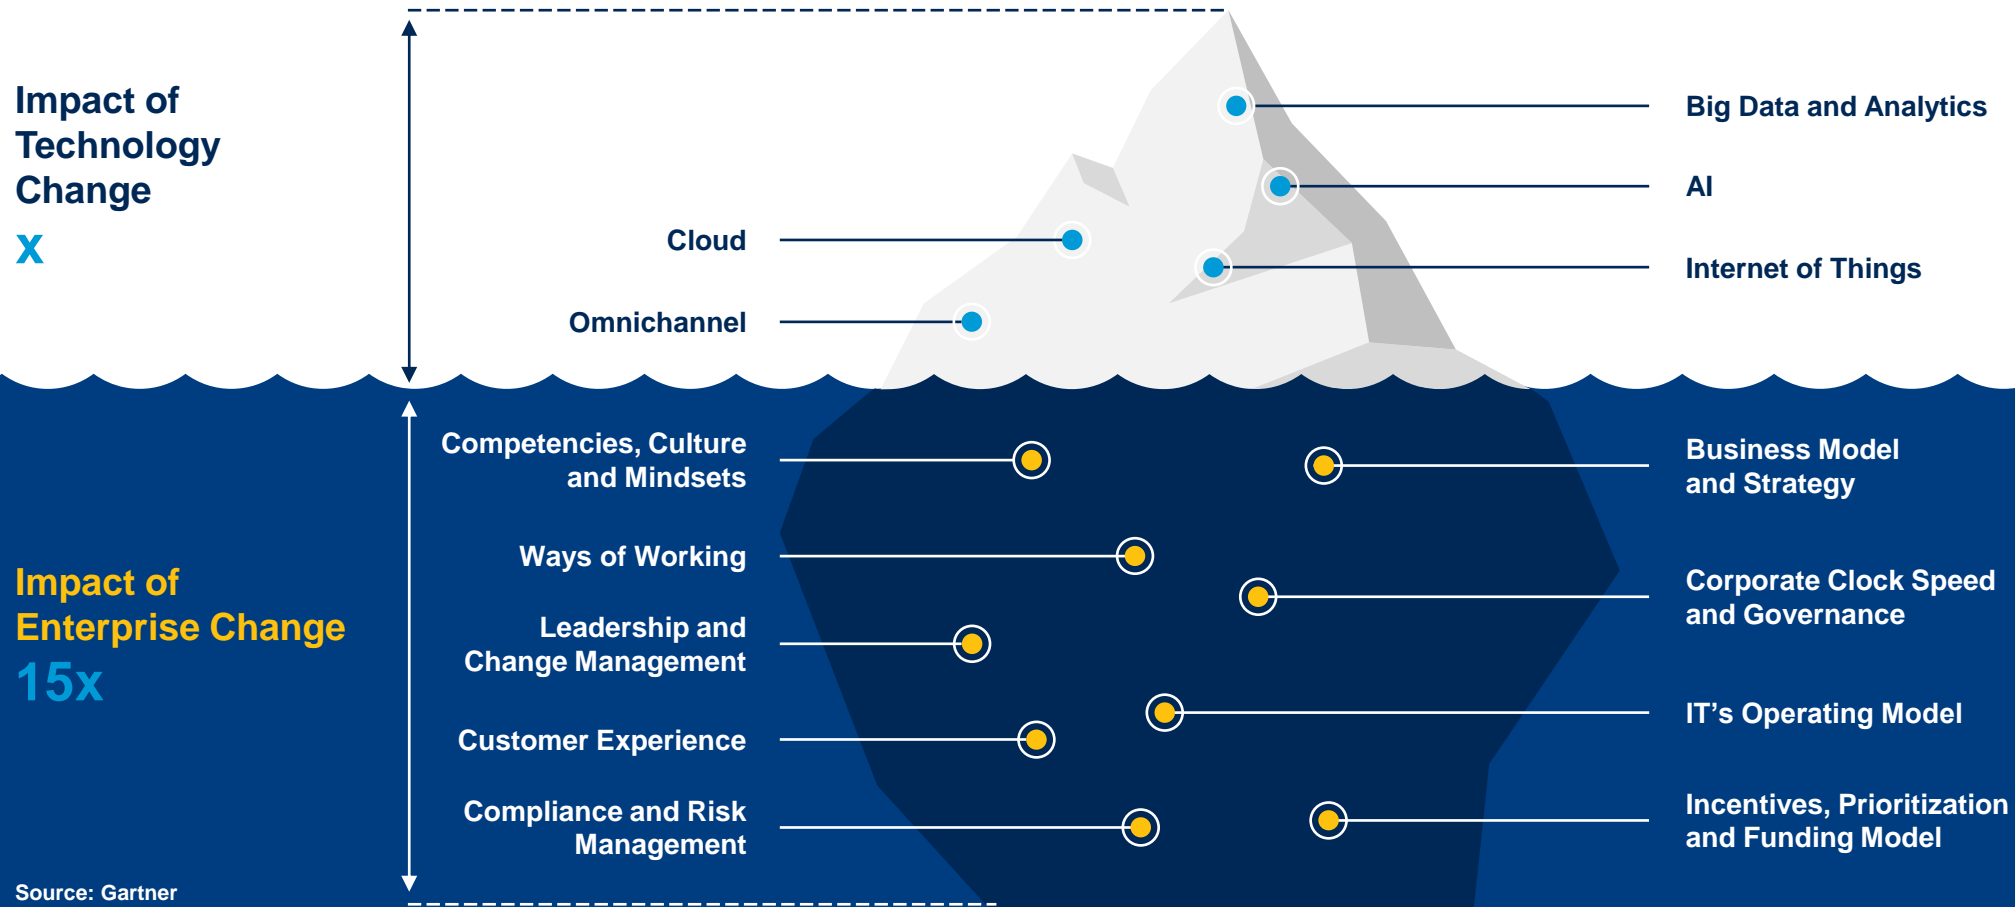 Impact of
Technology
Change
x
Cloud
Omnichannel
Big Data and Analytics
AI
Internet of Things
Impact of
Enterprise Change
15x
Competencies, Culture
and Mindsets
Ways of Working
Leadership and
Change Management
Customer Experience
Compliance and Risk
Management
Business Model
and Strategy
Corporate Clock Speed
and Governance
IT’s Operating Model
Incentives, Prioritization
and Funding Model
Source: Gartner